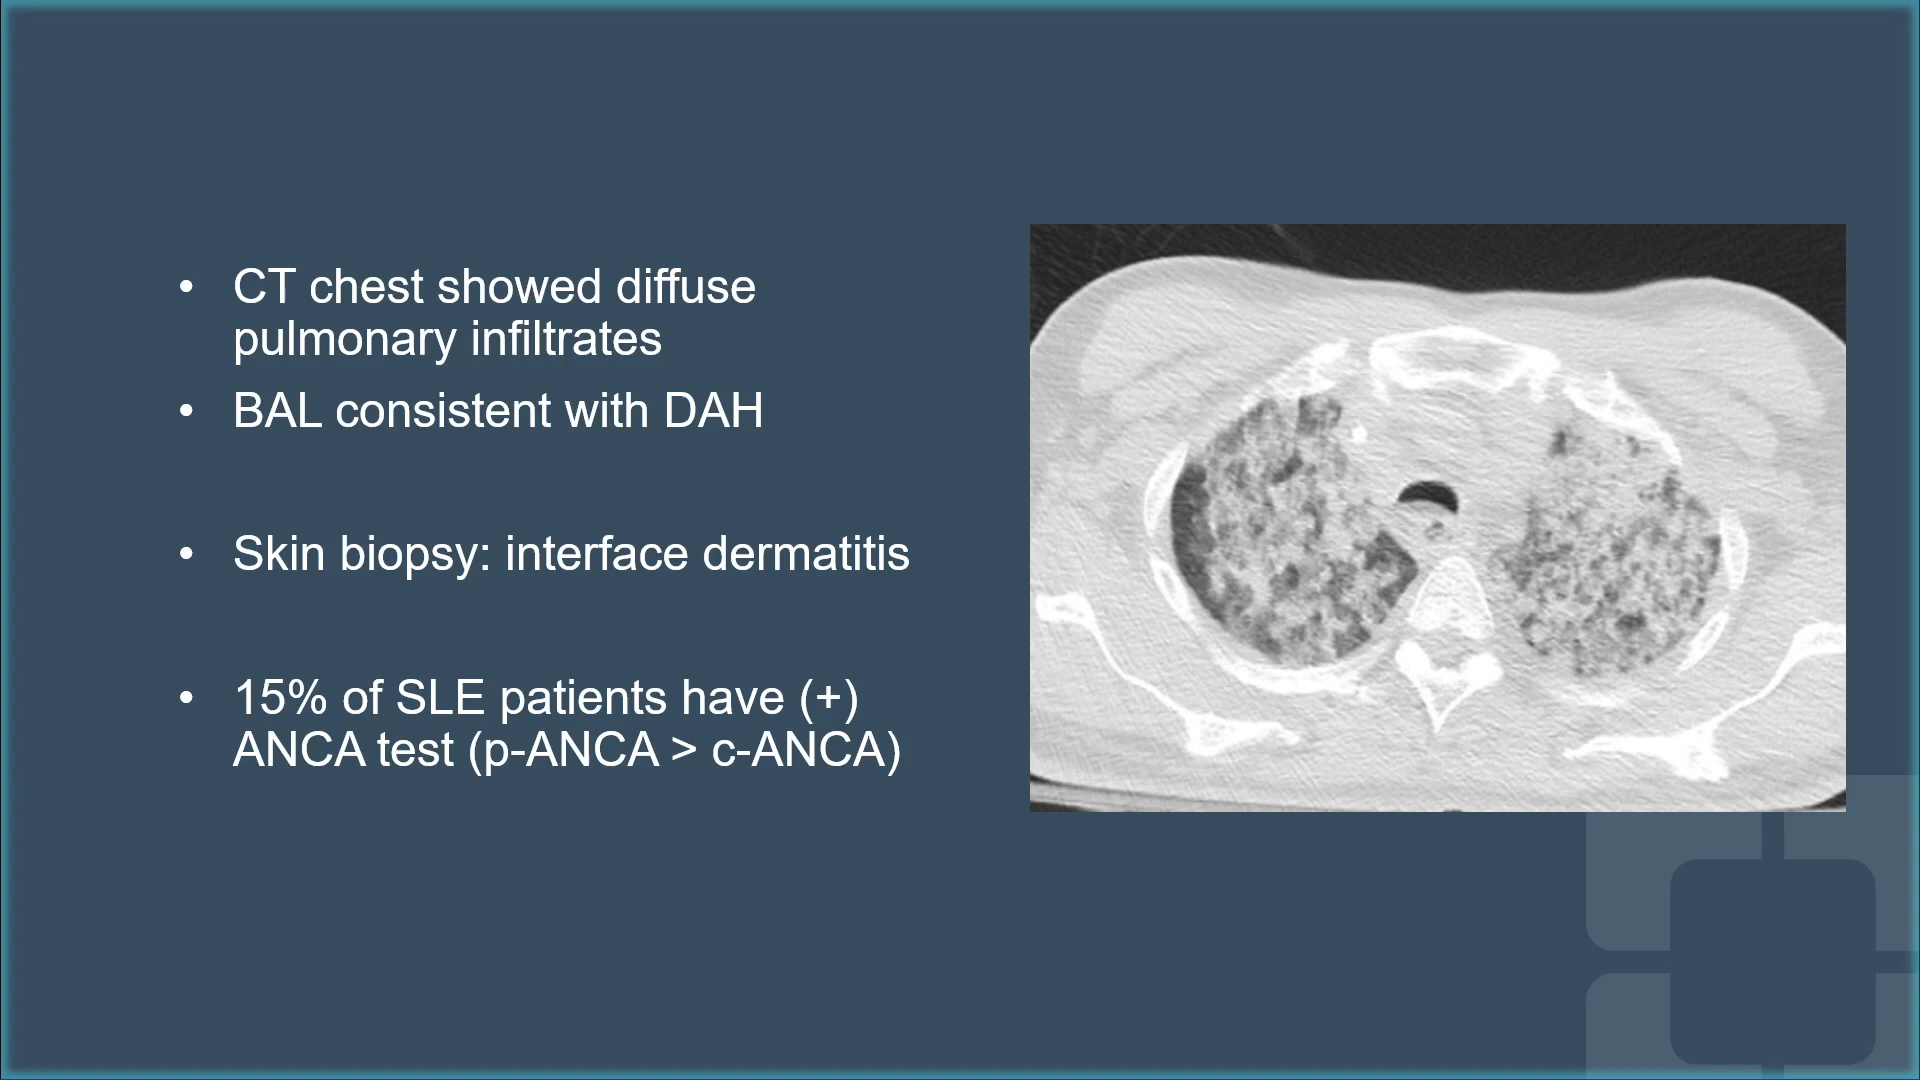 • CT chest showed diffuse
pulmonary infiltrates
• BAL consistent with DAH
• Skin biopsy: interface dermatitis
• 15% of SLE patients have (+)
ANCA test (p-ANCA > c-ANCA)